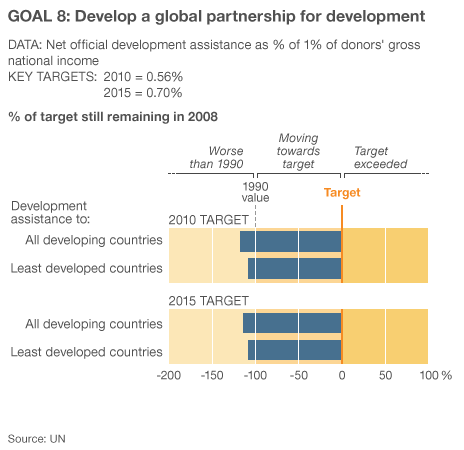 GOAL 8: Develop a global partnership for development
DATA: Net official development assistance as % of 1% of donors' gross
national income
KEY TARGETS: 2010 = 0.56%
2015 = 0.70%
% of target still remaining in 2008
Worse
than 1990
Moving
towards
target
Target
exceeded
1990
value
Target
Development
assistance to:
2010 TARGET
All developing countries
Least developed countries
2015 TARGET
All developing countries
Least developed countries
-200 -150 -100 -50 0 50 100 %
Source: UN